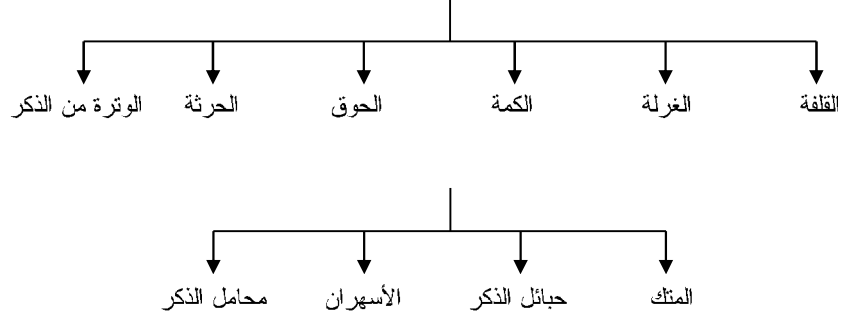 القلفة الغرلة الكمة الحوق الحرثة الوترة من الذكر
المتك حبائل الذكر الأسهران محامل الذكر